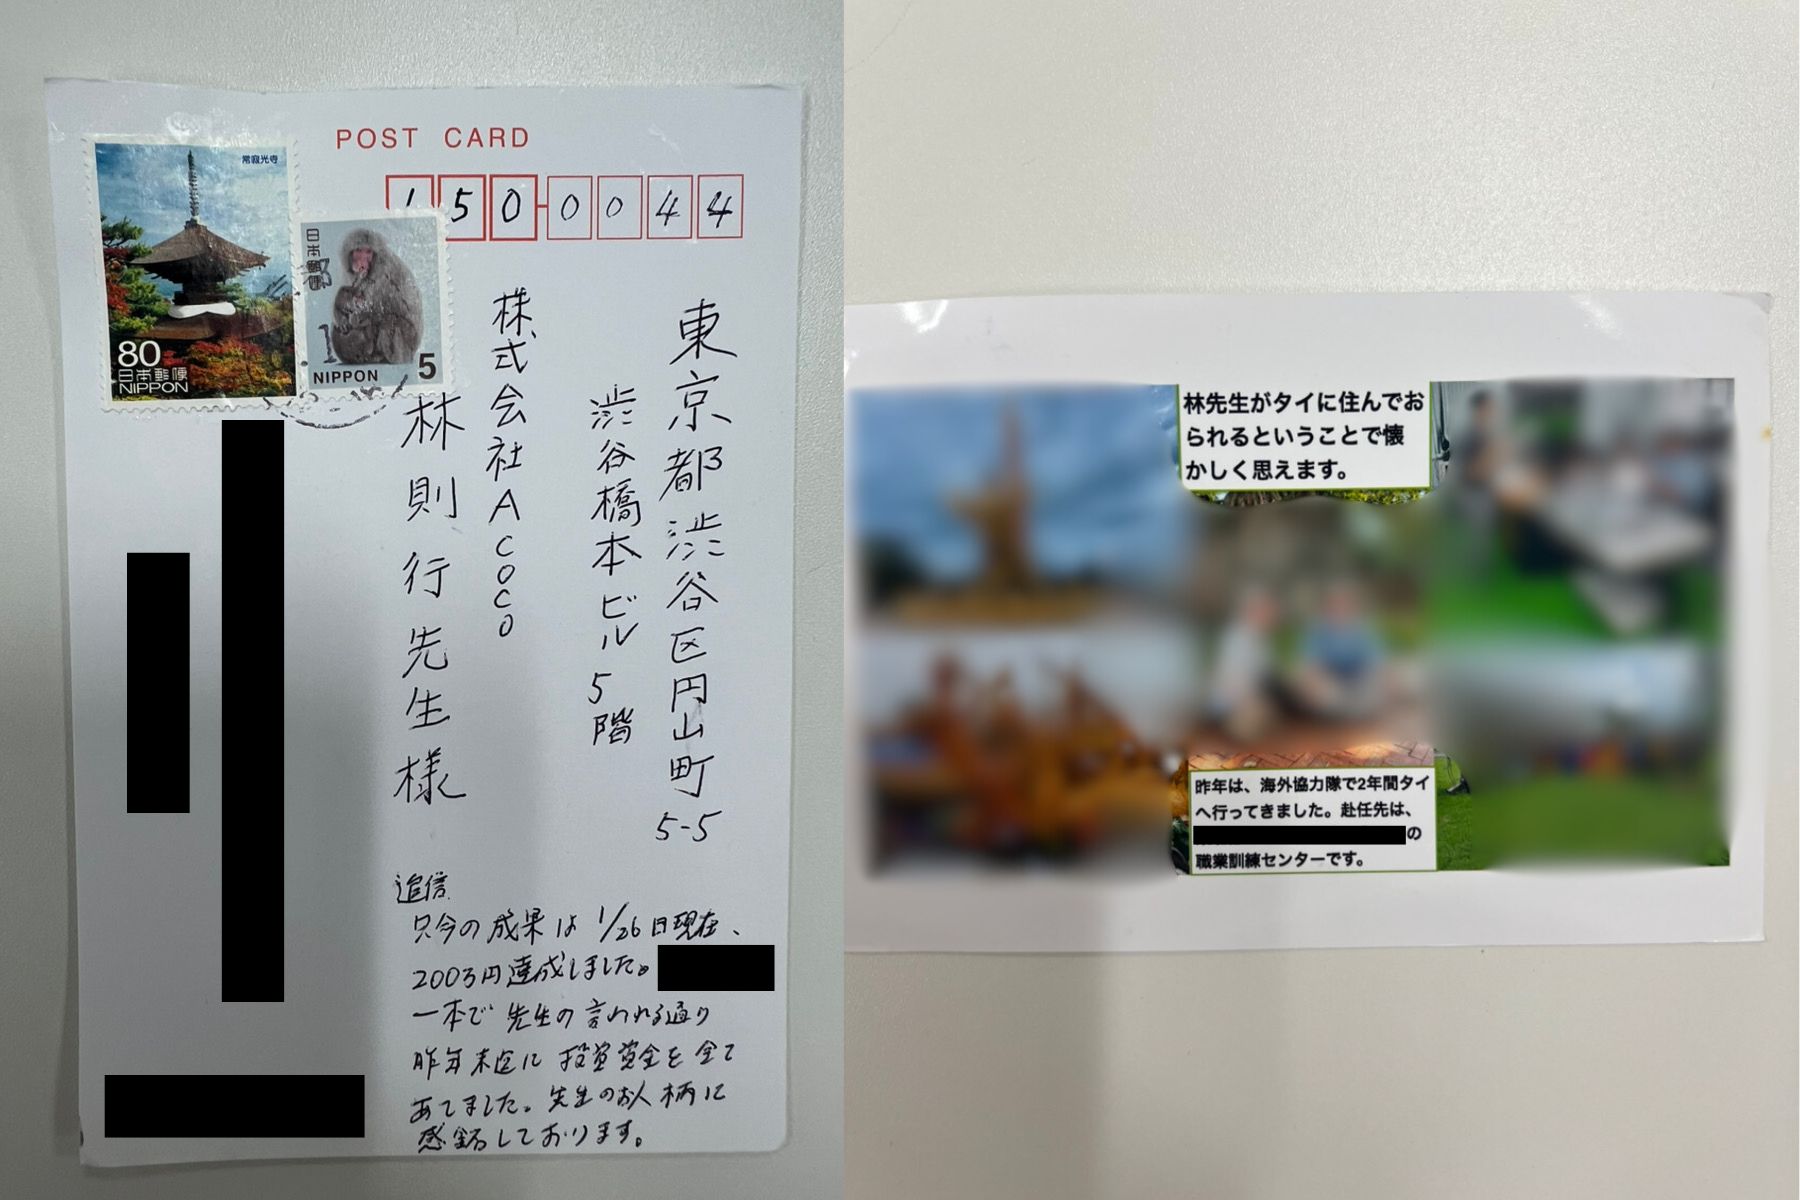 POST CARD
常寂光寺
80
日本郵便
NIPPON
日本郵便
NIPPON
5
150-0044
東京都渋谷区円山町5-5
渋谷橋本ビル5階
株式会社Acoco
林則行先生様
追信
只今の成果は1/26日現在、
200万円達成しました。
一本で先生の言われる通り
昨年末迄に投資資金を全て
あてました。先生のお人柄に
感銘しております。
林先生がタイに住んでお
られるということで懐
かしく思えます。
昨年は、海外協力隊で2年間タイ
へ行ってきました。赴任先は、
の
職業訓練センターです。